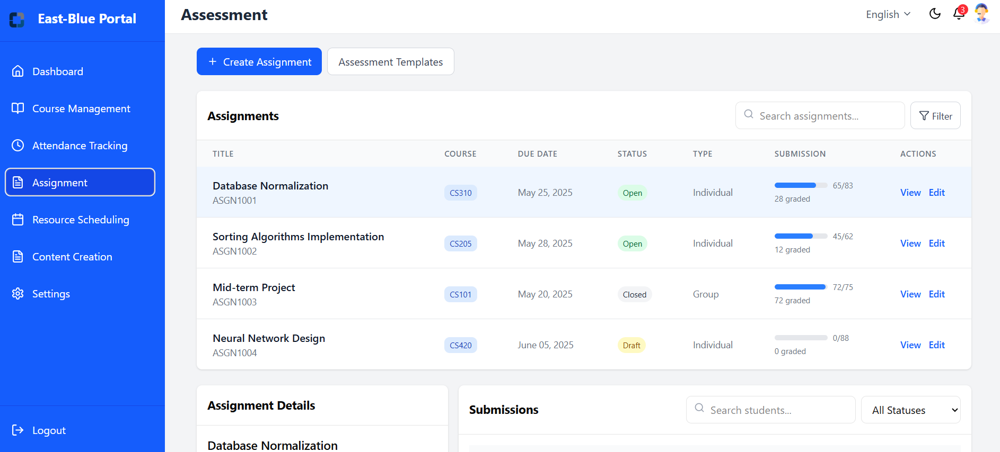 East-Blue Portal
Dashboard
Course Management
Attendance Tracking
Assignment
Resource Scheduling
Content Creation
Settings
Logout
Assessment
English
3
Create Assignment
Assessment Templates
Assignments
Search assignments...
Filter
TITLE COURSE DUE DATE STATUS TYPE SUBMISSION ACTIONS
Database Normalization
ASGN1001
CS310
May 25, 2025
Open
Individual
65/83
28 graded
View Edit
Sorting Algorithms Implementation
ASGN1002
CS205
May 28, 2025
Open
Individual
45/62
12 graded
View Edit
Mid-term Project
ASGN1003
CS101
May 20, 2025
Closed
Group
72/75
72 graded
View Edit
Neural Network Design
ASGN1004
CS420
June 05, 2025
Draft
Individual
0/88
0 graded
View Edit
Assignment Details
Database Normalization
Submissions
Search students...
All Statuses